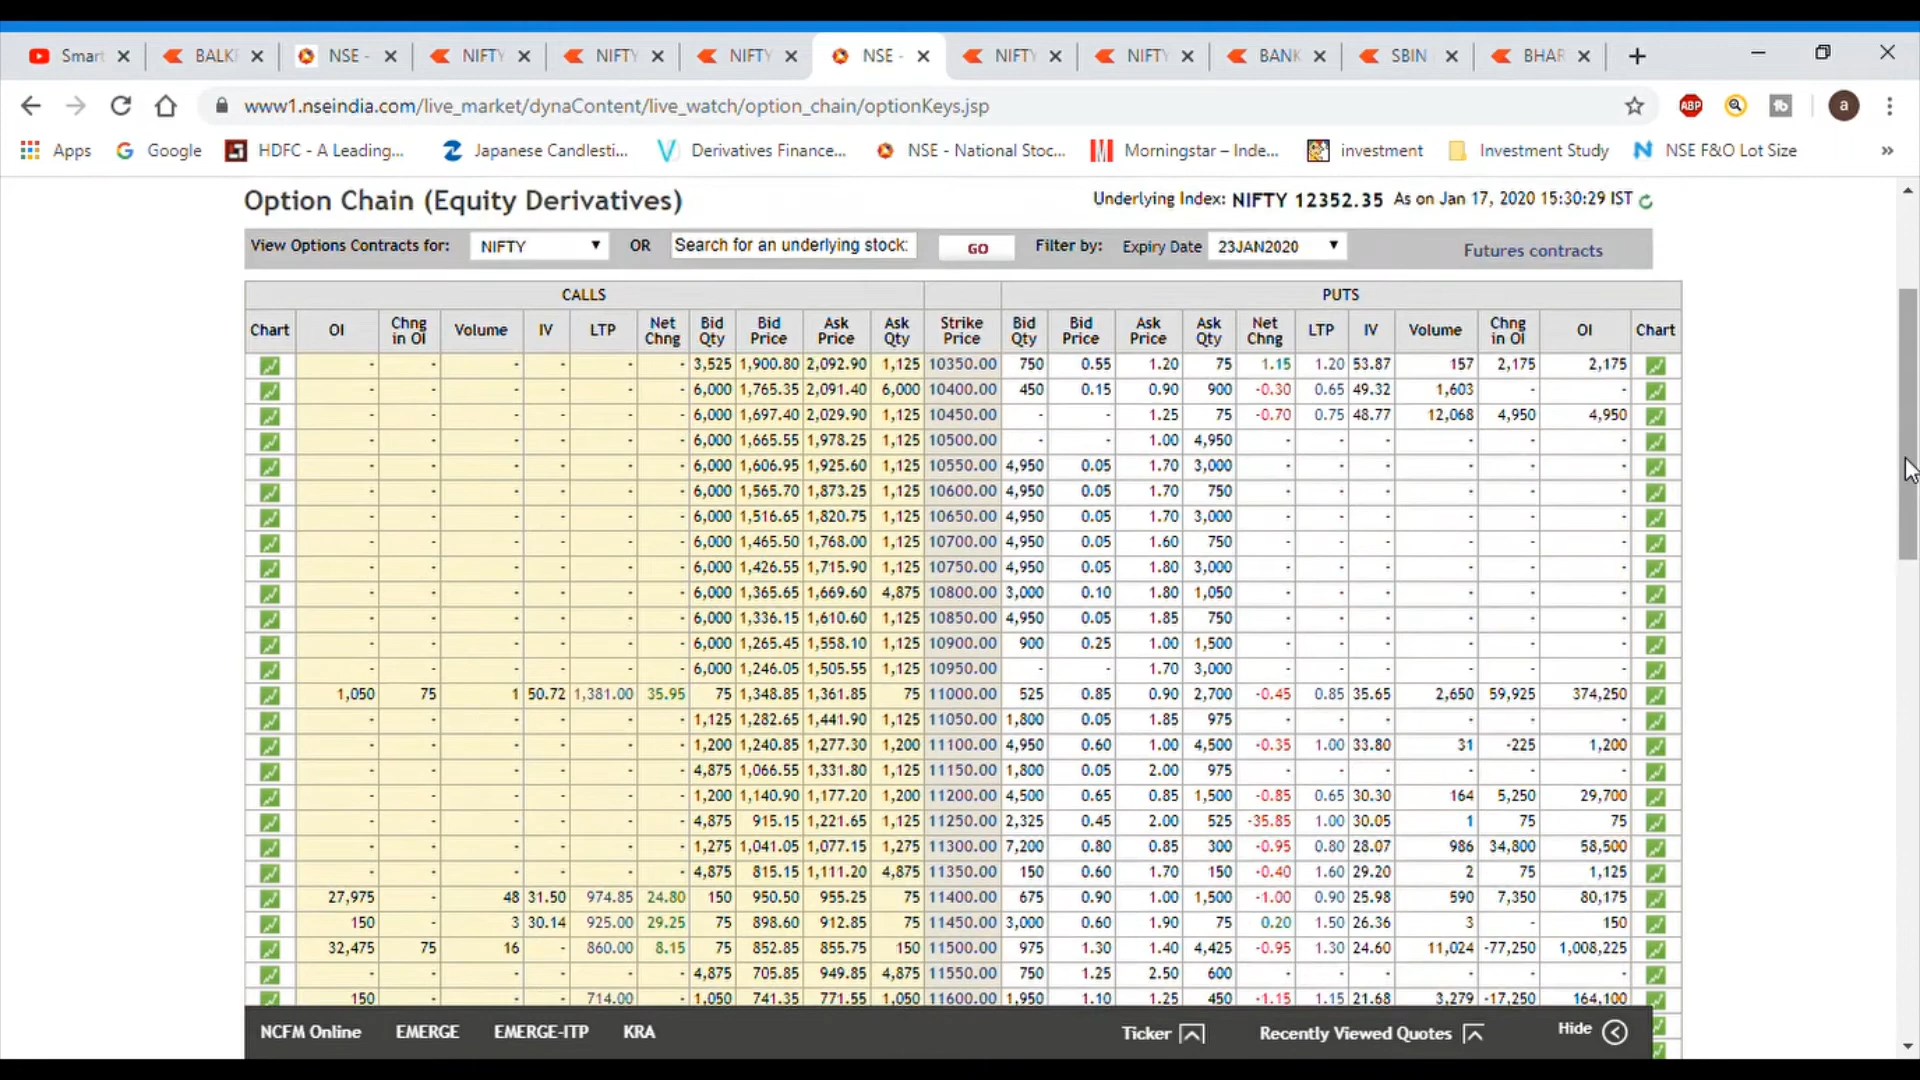 Smart BALK NSE - NIFTY NIFTY NIFTY NSE - NIFTY NIFTY BANK SBIN BHAR
www1.nseindia.com/live_market/dynaContent/live_watch/option_chain/optionKeys.jsp ABP a
Apps Google HDFC - A Leading... Japanese Candlesti... Derivatives Finance... NSE - National Stoc... Morningstar – Inde... investment Investment Study NSE F&O Lot Size »
Option Chain (Equity Derivatives) Underlying Index: NIFTY 12352.35 As on Jan 17, 2020 15:30:29 IST
View Options Contracts for: NIFTY OR Search for an underlying stock: GO Filter by: Expiry Date 23JAN2020 Futures contracts
CALLS PUTS
Chart OI Chng in OI Volume IV LTP Net Chng Bid Qty Bid Price Ask Price Ask Qty Strike Price Bid Qty Bid Price Ask Price Ask Qty Net Chng LTP IV Volume Chng in OI OI Chart
- - - - - - 3,525 1,900.80 2,092.90 1,125 10350.00 750 0.55 1.20 75 1.15 1.20 53.87 157 2,175 2,175
- - - - - - 6,000 1,765.35 2,091.40 6,000 10400.00 450 0.15 0.90 900 -0.30 0.65 49.32 1,603 - -
- - - - - - 6,000 1,697.40 2,029.90 1,125 10450.00 - - 1.25 75 -0.70 0.75 48.77 12,068 4,950 4,950
- - - - - - 6,000 1,665.55 1,978.25 1,125 10500.00 - - 1.00 4,950 - - - - - -
- - - - - - 6,000 1,606.95 1,925.60 1,125 10550.00 4,950 0.05 1.70 3,000 - - - - - -
- - - - - - 6,000 1,565.70 1,873.25 1,125 10600.00 4,950 0.05 1.70 750 - - - - - -
- - - - - - 6,000 1,516.65 1,820.75 1,125 10650.00 4,950 0.05 1.70 3,000 - - - - - -
- - - - - - 6,000 1,465.50 1,768.00 1,125 10700.00 4,950 0.05 1.60 750 - - - - - -
- - - - - - 6,000 1,426.55 1,715.90 1,125 10750.00 4,950 0.05 1.80 3,000 - - - - - -
- - - - - - 6,000 1,365.65 1,669.60 4,875 10800.00 3,000 0.10 1.80 1,050 - - - - - -
- - - - - - 6,000 1,336.15 1,610.60 1,125 10850.00 4,950 0.05 1.85 750 - - - - - -
- - - - - - 6,000 1,265.45 1,558.10 1,125 10900.00 900 0.25 1.00 1,500 - - - - - -
- - - - - - 6,000 1,246.05 1,505.55 1,125 10950.00 - - 1.70 3,000 - - - - - -
1,050 75 1 50.72 1,381.00 35.95 75 1,348.85 1,361.85 75 11000.00 525 0.85 0.90 2,700 -0.45 0.85 35.65 2,650 59,925 374,250
- - - - - - 1,125 1,282.65 1,441.90 1,125 11050.00 1,800 0.05 1.85 975 - - - - - -
- - - - - - 1,200 1,240.85 1,277.30 1,200 11100.00 4,950 0.60 1.00 4,500 -0.35 1.00 33.80 31 -225 1,200
- - - - - - 4,875 1,066.55 1,331.80 1,125 11150.00 1,800 0.05 2.00 975 - - - - - -
- - - - - - 1,200 1,140.90 1,177.20 1,200 11200.00 4,500 0.65 0.85 1,500 -0.85 0.65 30.30 164 5,250 29,700
- - - - - - 4,875 915.15 1,221.65 1,125 11250.00 2,325 0.45 2.00 525 -35.85 1.00 30.05 1 75 75
- - - - - - 1,275 1,041.05 1,077.15 1,275 11300.00 7,200 0.80 0.85 300 -0.95 0.80 28.07 986 34,800 58,500
- - - - - - 4,875 815.15 1,111.20 4,875 11350.00 150 0.60 1.70 150 -0.40 1.60 29.20 2 75 1,125
27,975 - 48 31.50 974.85 24.80 150 950.50 955.25 75 11400.00 675 0.90 1.00 1,500 -1.00 0.90 25.98 590 7,350 80,175
150 - 3 30.14 925.00 29.25 75 898.60 912.85 75 11450.00 3,000 0.60 1.90 75 0.20 1.50 26.36 3 - 150
32,475 75 16 - 860.00 8.15 75 852.85 855.75 150 11500.00 975 1.30 1.40 4,425 -0.95 1.30 24.60 11,024 -77,250 1,008,225
- - - - - - 4,875 705.85 949.85 4,875 11550.00 750 1.25 2.50 600 - - - - - -
150 - - - 714.00 - 1,050 741.35 771.55 1,050 11600.00 1,950 1.10 1.25 450 -1.15 1.15 21.68 3,279 -17,250 164,100
NCFM Online EMERGE EMERGE-ITP KRA Ticker Recently Viewed Quotes Hide